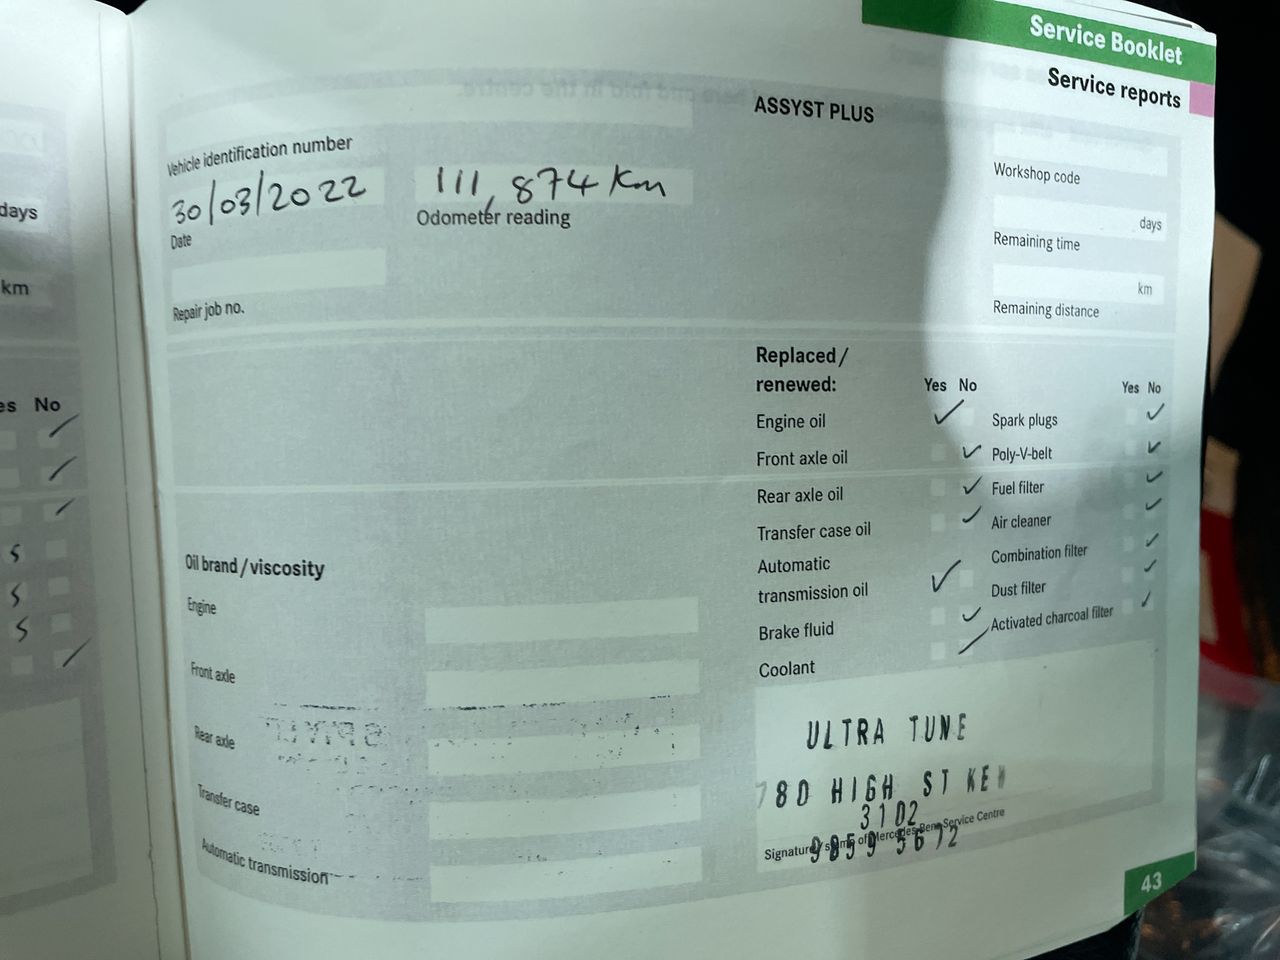 Service Booklet
Service reports
ASSYST PLUS
Vehicle identification number
30/03/2022
Date
111,874 Km
Odometer reading
Repair job no.
Workshop code
days
Remaining time
km
Remaining distance
Replaced/
renewed:
Yes No
Engine oil
Front axle oil
Rear axle oil
Transfer case oil
Automatic
transmission oil
Brake fluid
Coolant
Yes No
Spark plugs
Poly-V-belt
Fuel filter
Air cleaner
Combination filter
Dust filter
Activated charcoal filter
Oil brand/viscosity
Engine
Front axle
Rear axle
Transfer case
Automatic transmission
ULTRA TUNE
780 HIGH ST KEW
3102
9859 5672
Service Centre
43
days
km
No